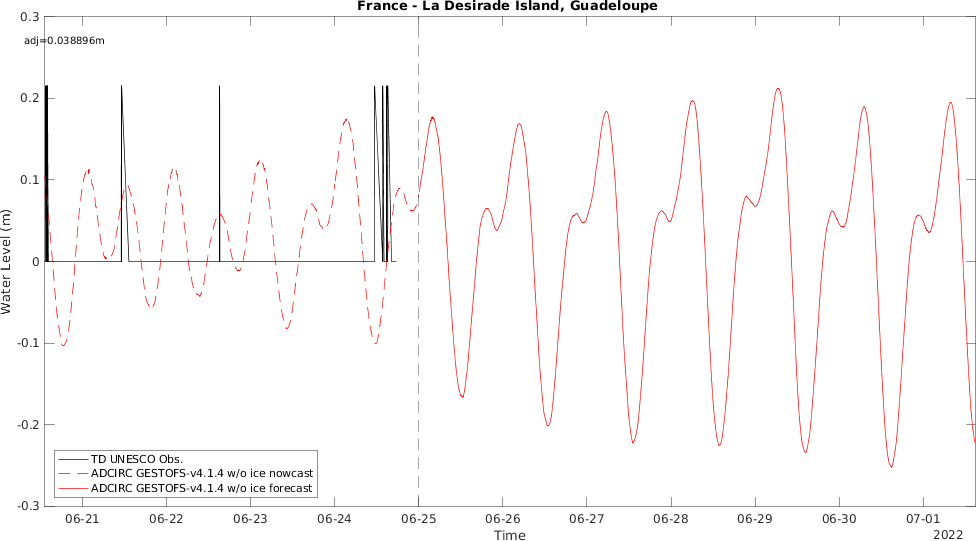 France - La Desirade Island, Guadeloupe
adj=0.038896m
0.3
0.2
0.1
0
-0.1
-0.2
-0.3
Water Level (m)
TD UNESCO Obs.
ADCIRC GESTOFS-v4.1.4 w/o ice nowcast
ADCIRC GESTOFS-v4.1.4 w/o ice forecast
06-21 06-22 06-23 06-24 06-25 06-26 06-27 06-28 06-29 06-30 07-01
Time
2022